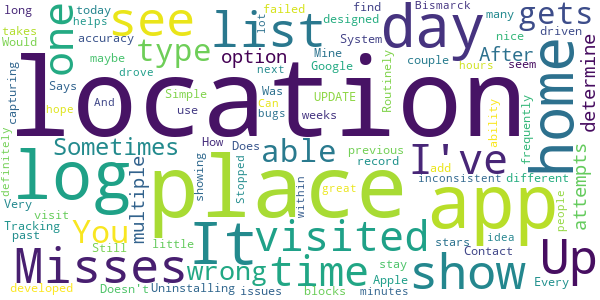 long today many find Bismarck
takes helps see list day gets driven
Would type one lot failed designed nice
accuracy Mine Google System couple hours
maybe drove option next After seem determine
capturing Says hope location Was bugs UPDATE weeks Routinely home
And Simple use Can ability frequently
definitely Sometimes How Does able previous record I've add
log showing Stopped place within great inconsistent different app attempts
Very visit multiple It visited stars idea people
Tracking past You wrong time show Contact Up
Still little stay Apple Every
Misses developed Doesn't Uninstalling issues blocks minutes